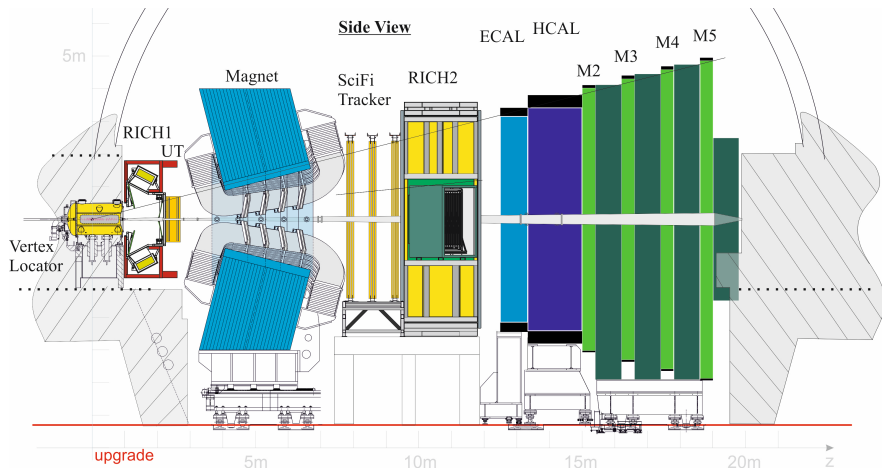 Side View
ECAL
HCAL
M5
M4
M3
M2
5m
Magnet
SciFi
Tracker
RICH2
RICH1
UT
Vertex
Locator
upgrade
5m
10m
15m
20m
z